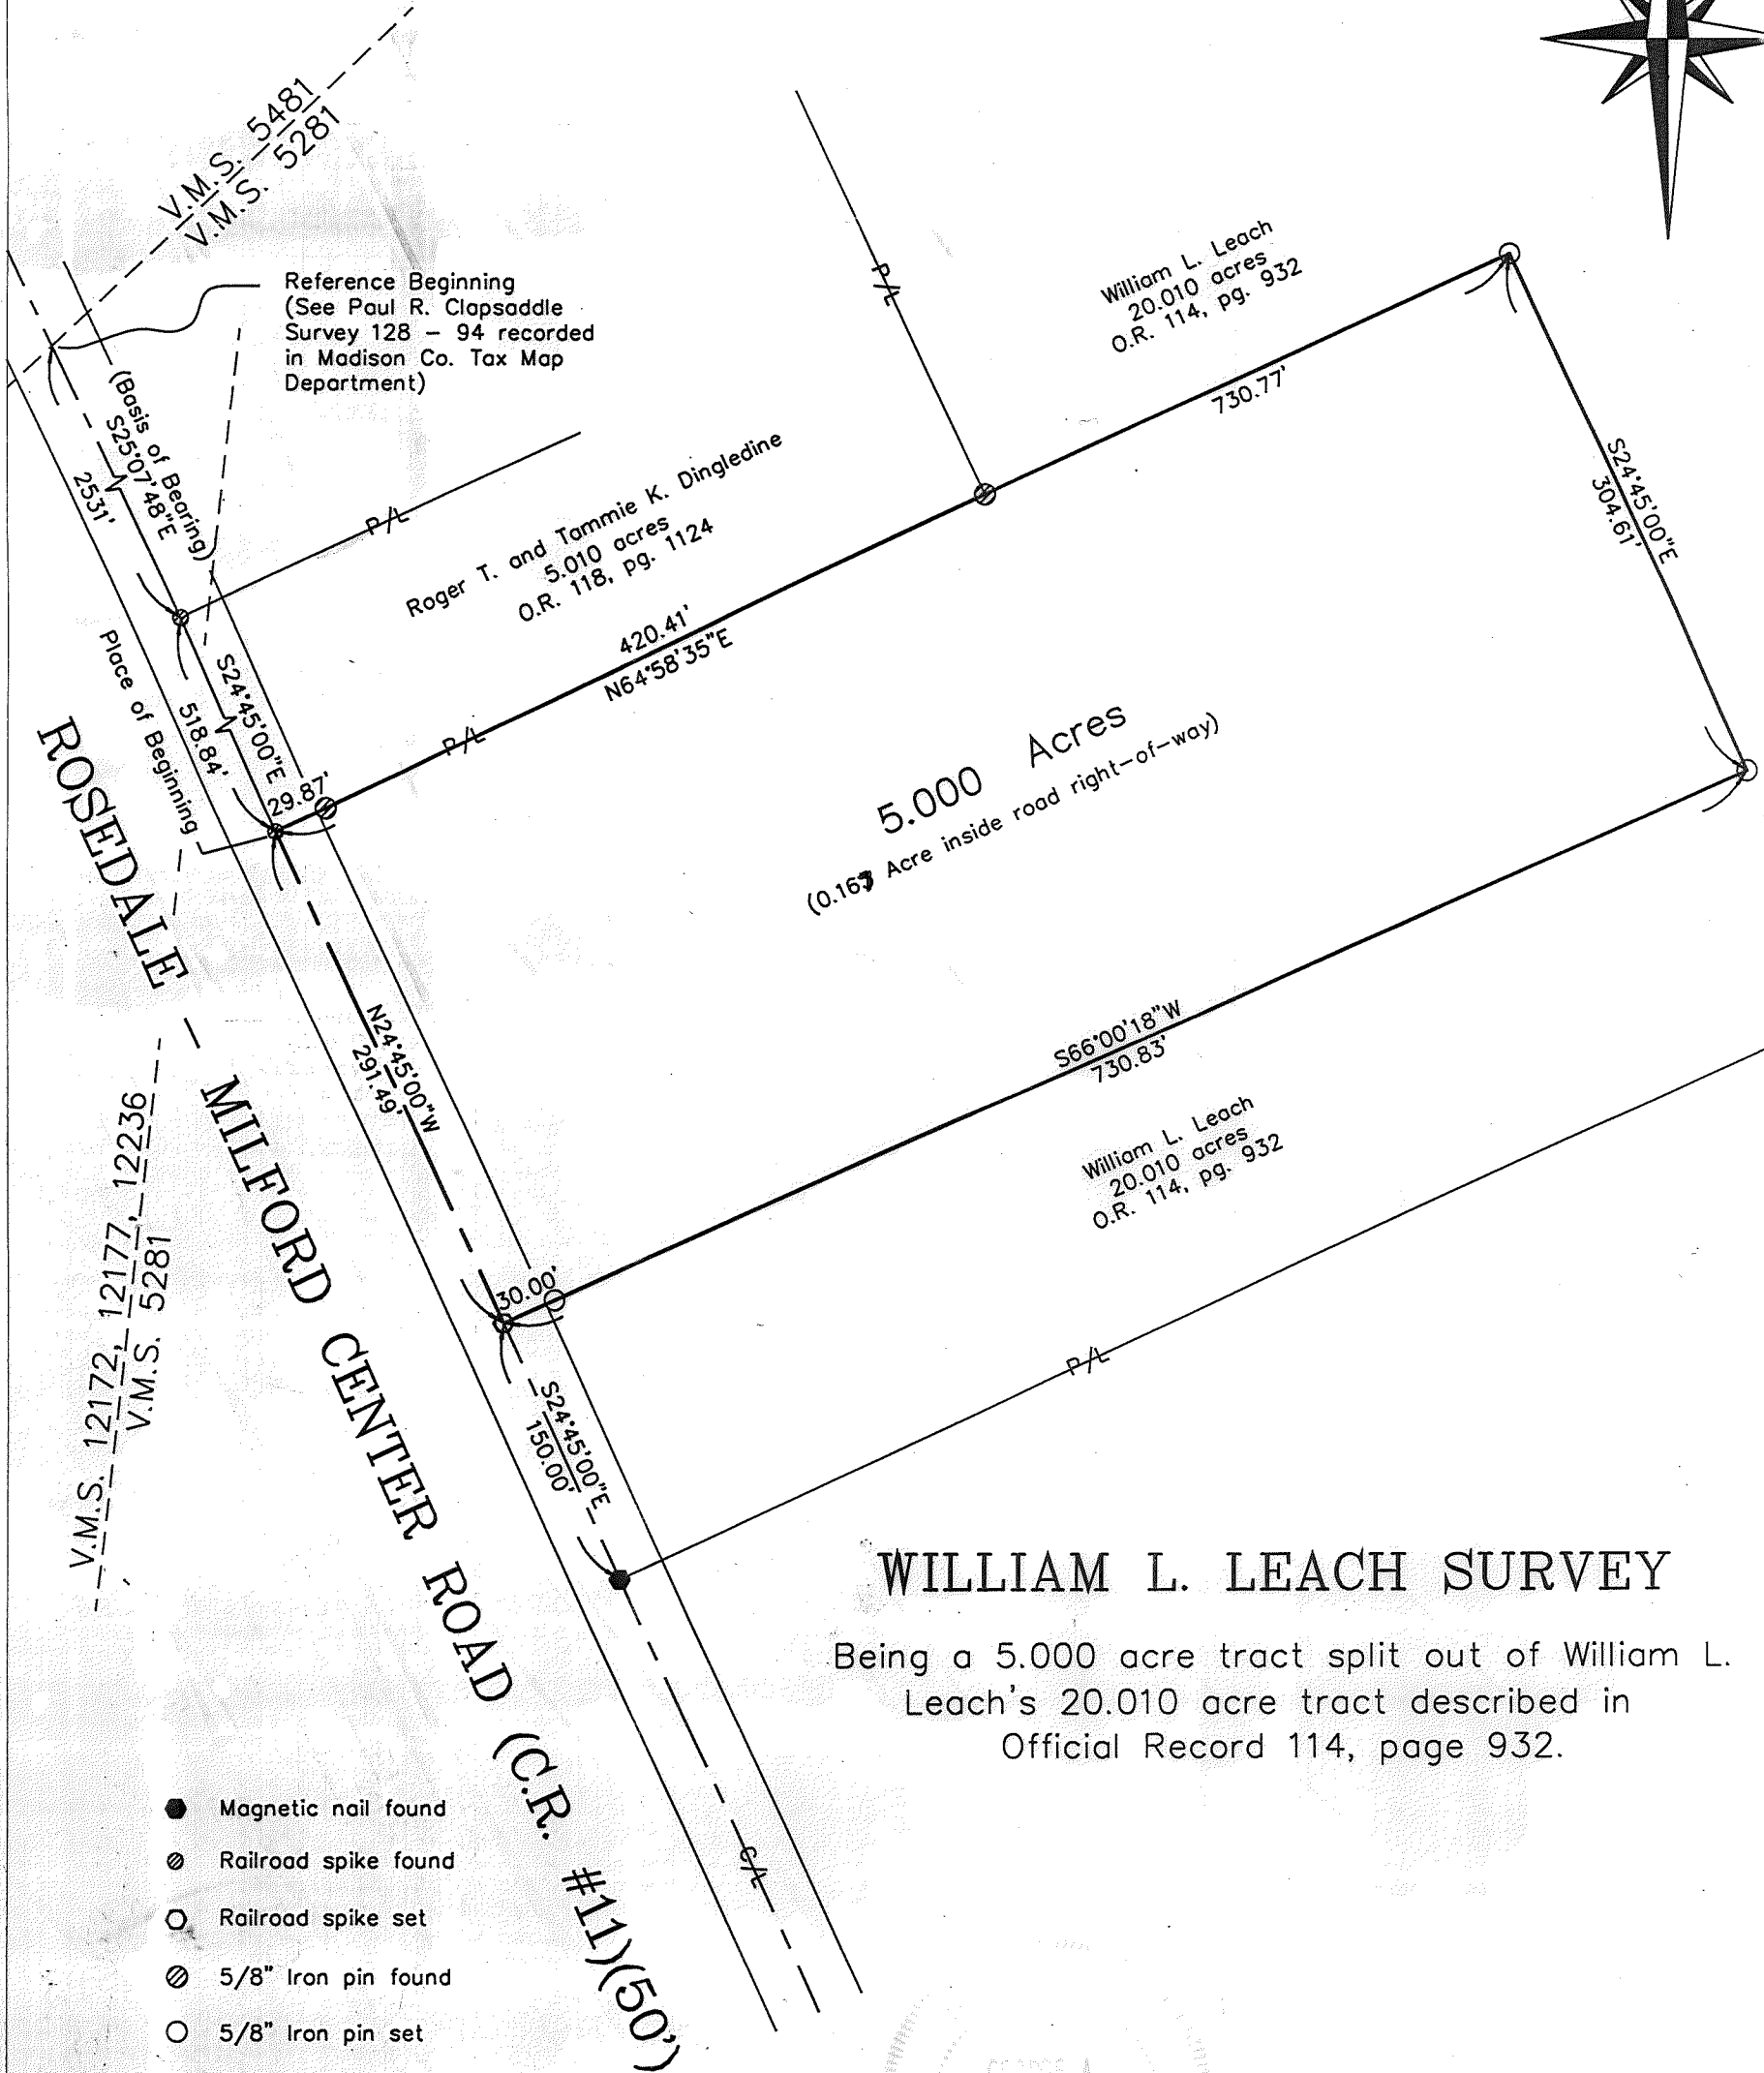 V.M.S. 5481
V.M.S. 5281
Reference Beginning
(See Paul R. Clapsaddle
Survey 128 – 94 recorded
in Madison Co. Tax Map
Department)
(Basis of Bearing)
S25°07'48"E
2531'
P/L
P/L
William L. Leach
20.010 acres
O.R. 114, pg. 932
730.77'
S24°45'00"E
304.61'
Roger T. and Tammie K. Dingledine
5.010 acres
O.R. 118, pg. 1124
420.41'
N64°58'35"E
P/L
Place of Beginning
S24°45'00"E
518.84'
29.87'
5.000 Acres
(0.167 Acre inside road right-of-way)
N24°45'00"W
291.49'
S66°00'18"W
730.83'
William L. Leach
20.010 acres
O.R. 114, pg. 932
30.00'
P/L
S24°45'00"E
150.00'
V.M.S. 12172, 12177, 12236
V.M.S. 5281
ROSEDALE – MILFORD CENTER ROAD (C.R. #11)(50')
C/L
WILLIAM L. LEACH SURVEY
Being a 5.000 acre tract split out of William L.
Leach's 20.010 acre tract described in
Official Record 114, page 932.
Magnetic nail found
Railroad spike found
Railroad spike set
5/8" Iron pin found
5/8" Iron pin set